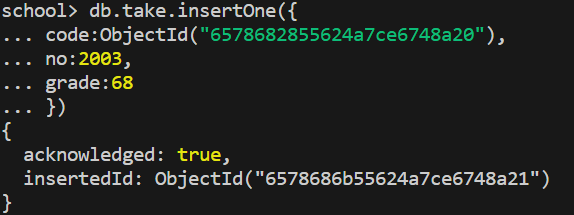 school> db.take.insertOne({
... code:ObjectId("6578682855624a7ce6748a20"),
... no:2003,
... grade:68
... })
{
  acknowledged: true,
  insertedId: ObjectId("6578686b55624a7ce6748a21")
}